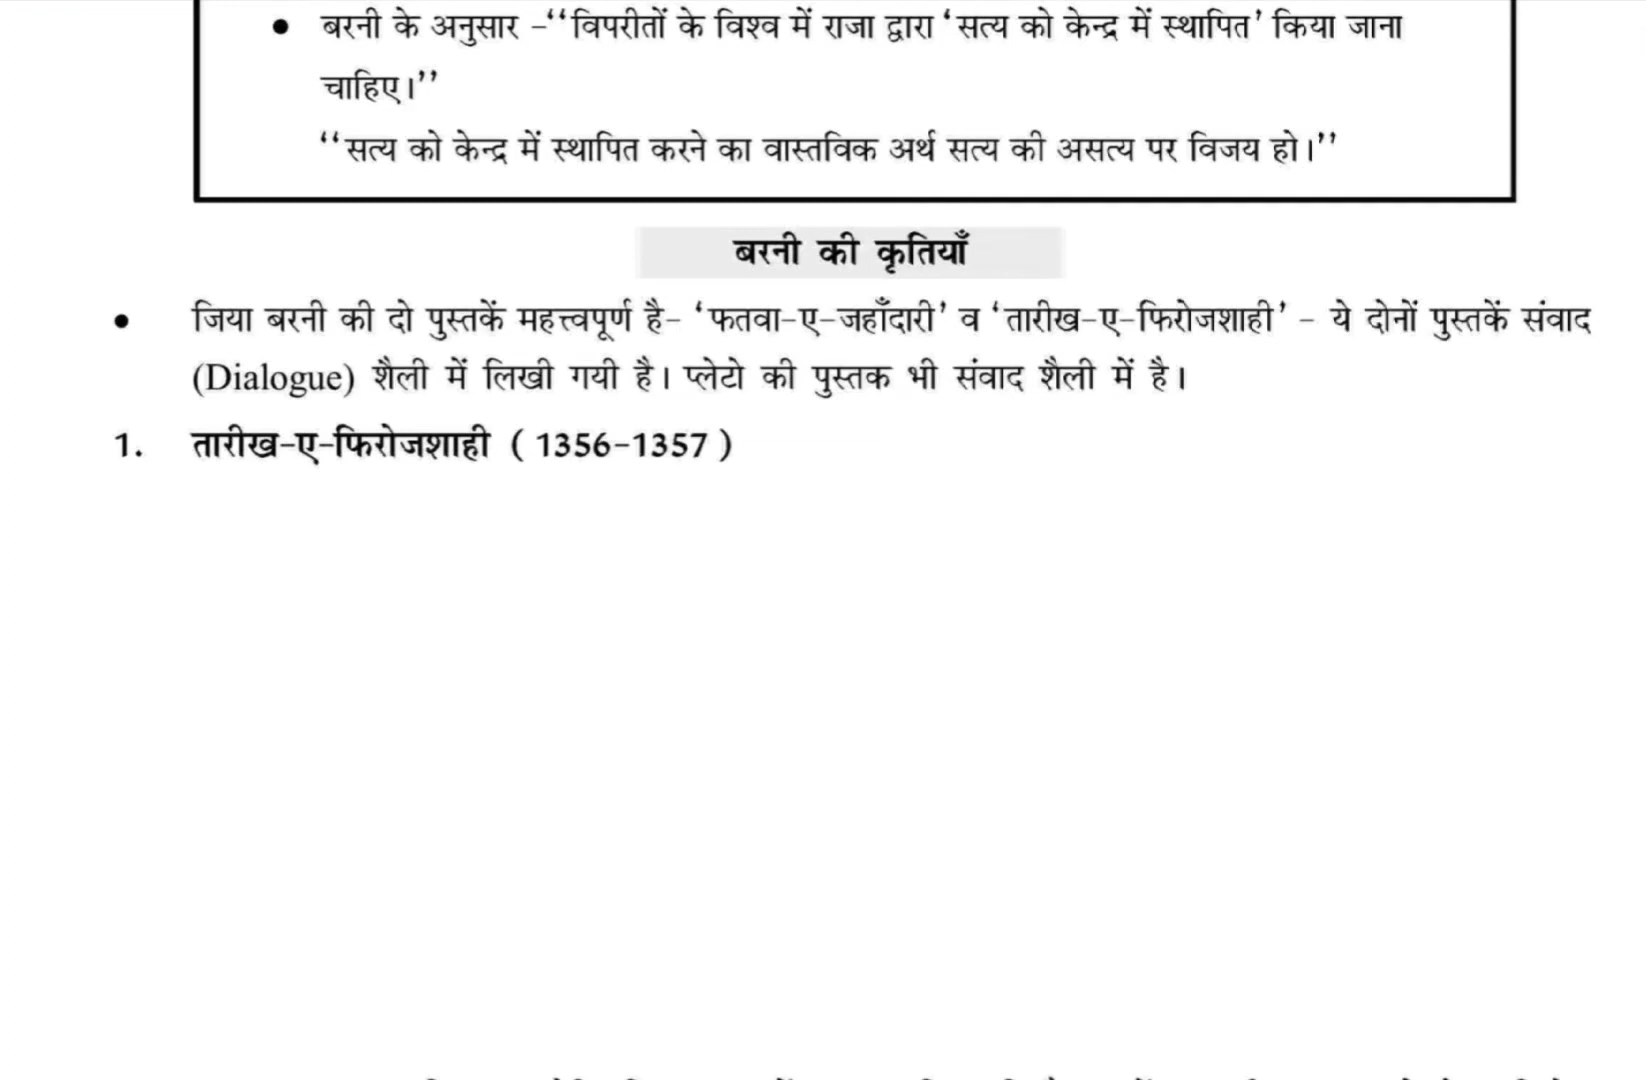 • बरनी के अनुसार -‘‘विपरीतों के विश्व में राजा द्वारा ‘सत्य को केन्द्र में स्थापित’ किया जाना
चाहिए।’’
‘‘सत्य को केन्द्र में स्थापित करने का वास्तविक अर्थ सत्य की असत्य पर विजय हो।’’
बरनी की कृतियाँ
• जिया बरनी की दो पुस्तकें महत्त्वपूर्ण है- ‘फतवा-ए-जहाँदारी’ व ‘तारीख-ए-फिरोजशाही’ - ये दोनों पुस्तकें संवाद
(Dialogue) शैली में लिखी गयी है। प्लेटो की पुस्तक भी संवाद शैली में है।
1. तारीख-ए-फिरोजशाही ( 1356-1357 )